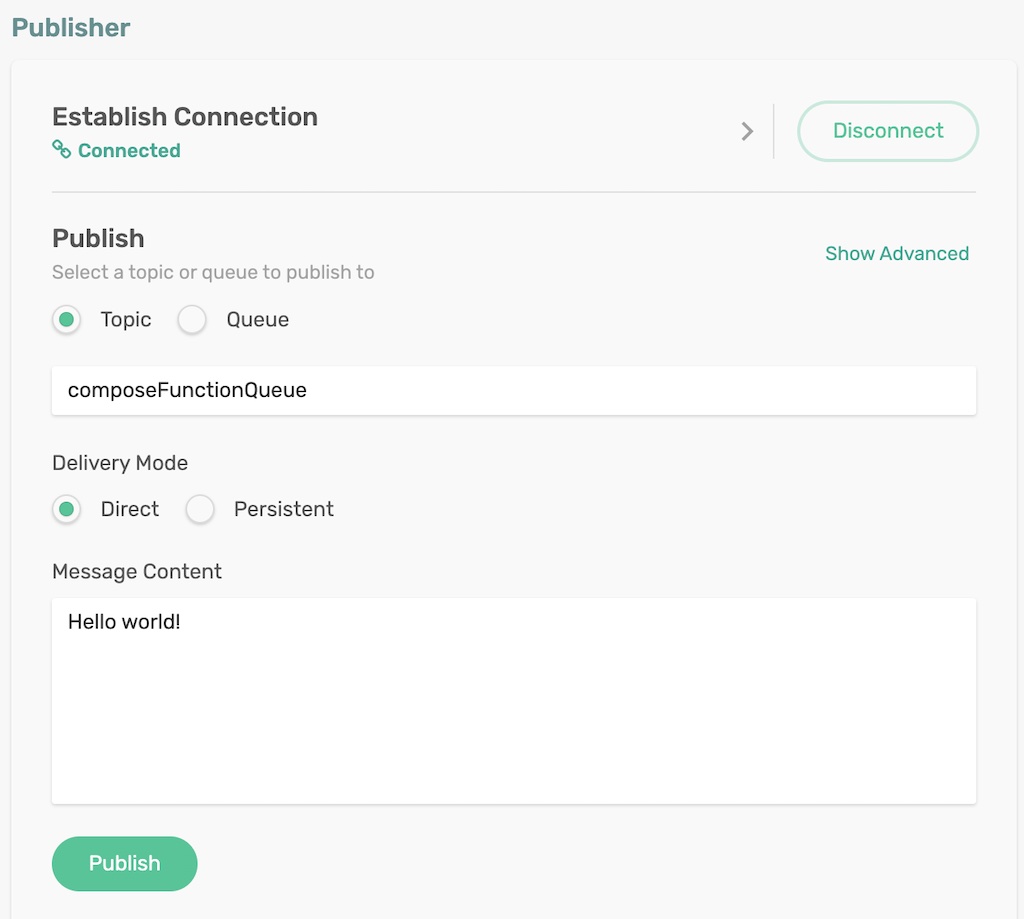 Publisher
Establish Connection
Connected
Disconnect
Publish
Select a topic or queue to publish to
Show Advanced
Topic Queue
composeFunctionQueue
Delivery Mode
Direct Persistent
Message Content
Hello world!
Publish